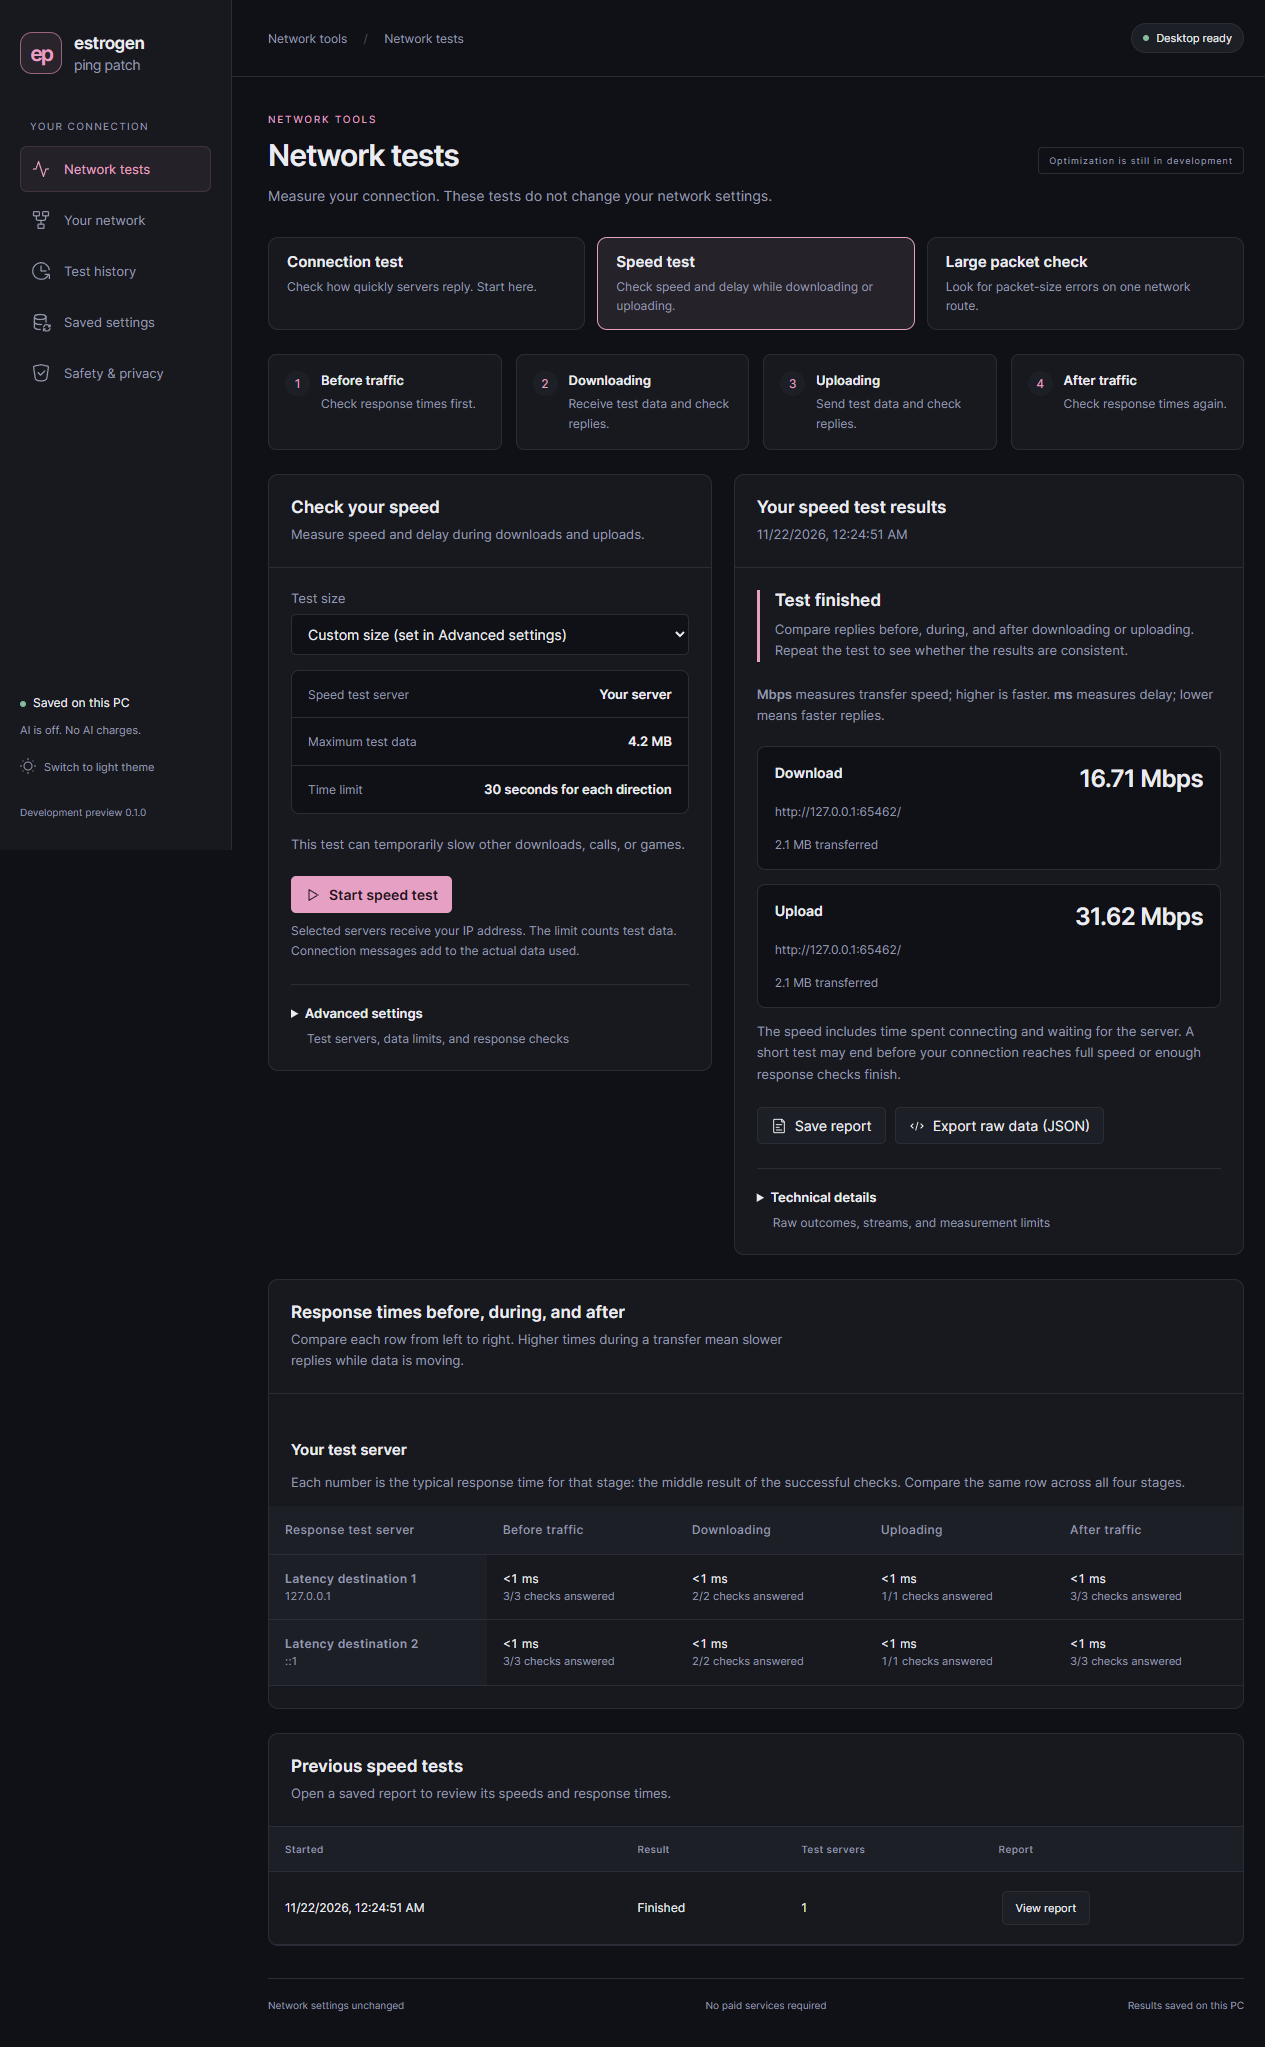 ep
estrogen
ping patch
YOUR CONNECTION
Network tests
Your network
Test history
Saved settings
Safety & privacy
Saved on this PC
AI is off. No AI charges.
Switch to light theme
Development preview 0.1.0
Network tools / Network tests
Desktop ready
NETWORK TOOLS
Network tests
Optimization is still in development
Measure your connection. These tests do not change your network settings.
Connection test
Check how quickly servers reply. Start here.
Speed test
Check speed and delay while downloading or
uploading.
Large packet check
Look for packet-size errors on one network
route.
1 Before traffic
Check response times first.
2 Downloading
Receive test data and check
replies.
3 Uploading
Send test data and check
replies.
4 After traffic
Check response times again.
Check your speed
Measure speed and delay during downloads and uploads.
Test size
Custom size (set in Advanced settings)
Speed test server Your server
Maximum test data 4.2 MB
Time limit 30 seconds for each direction
This test can temporarily slow other downloads, calls, or games.
Start speed test
Selected servers receive your IP address. The limit counts test data.
Connection messages add to the actual data used.
Advanced settings
Test servers, data limits, and response checks
Your speed test results
11/22/2026, 12:24:51 AM
Test finished
Compare replies before, during, and after downloading or uploading.
Repeat the test to see whether the results are consistent.
Mbps measures transfer speed; higher is faster. ms measures delay; lower
means faster replies.
Download 16.71 Mbps
http://127.0.0.1:65462/
2.1 MB transferred
Upload 31.62 Mbps
http://127.0.0.1:65462/
2.1 MB transferred
The speed includes time spent connecting and waiting for the server. A
short test may end before your connection reaches full speed or enough
response checks finish.
Save report
Export raw data (JSON)
Technical details
Raw outcomes, streams, and measurement limits
Response times before, during, and after
Compare each row from left to right. Higher times during a transfer mean slower
replies while data is moving.
Your test server
Each number is the typical response time for that stage: the middle result of the successful checks. Compare the same row across all four stages.
Response test server Before traffic Downloading Uploading After traffic
Latency destination 1 <1 ms <1 ms <1 ms <1 ms
127.0.0.1 3/3 checks answered 2/2 checks answered 1/1 checks answered 3/3 checks answered
Latency destination 2 <1 ms <1 ms <1 ms <1 ms
::1 3/3 checks answered 2/2 checks answered 1/1 checks answered 3/3 checks answered
Previous speed tests
Open a saved report to review its speeds and response times.
Started Result Test servers Report
11/22/2026, 12:24:51 AM Finished 1 View report
Network settings unchanged No paid services required Results saved on this PC